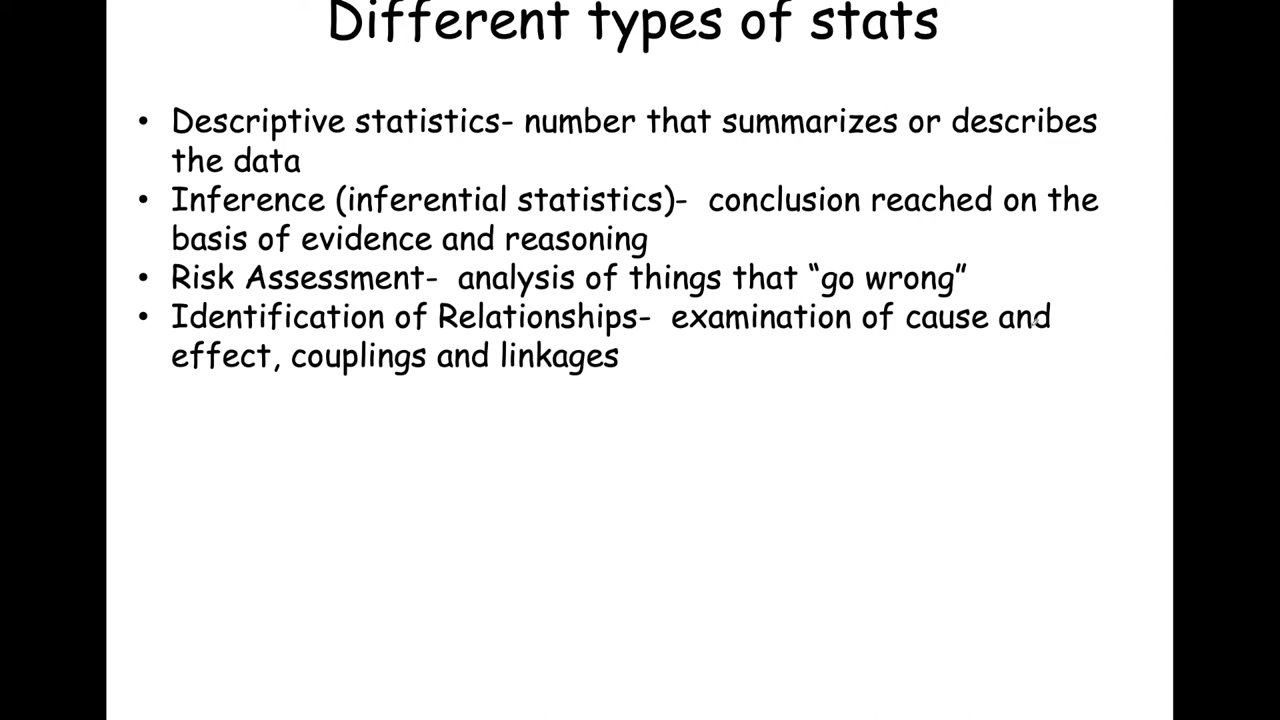 Different types of stats
• Descriptive statistics- number that summarizes or describes
the data
• Inference (inferential statistics)- conclusion reached on the
basis of evidence and reasoning
• Risk Assessment- analysis of things that “go wrong”
• Identification of Relationships- examination of cause and
effect, couplings and linkages